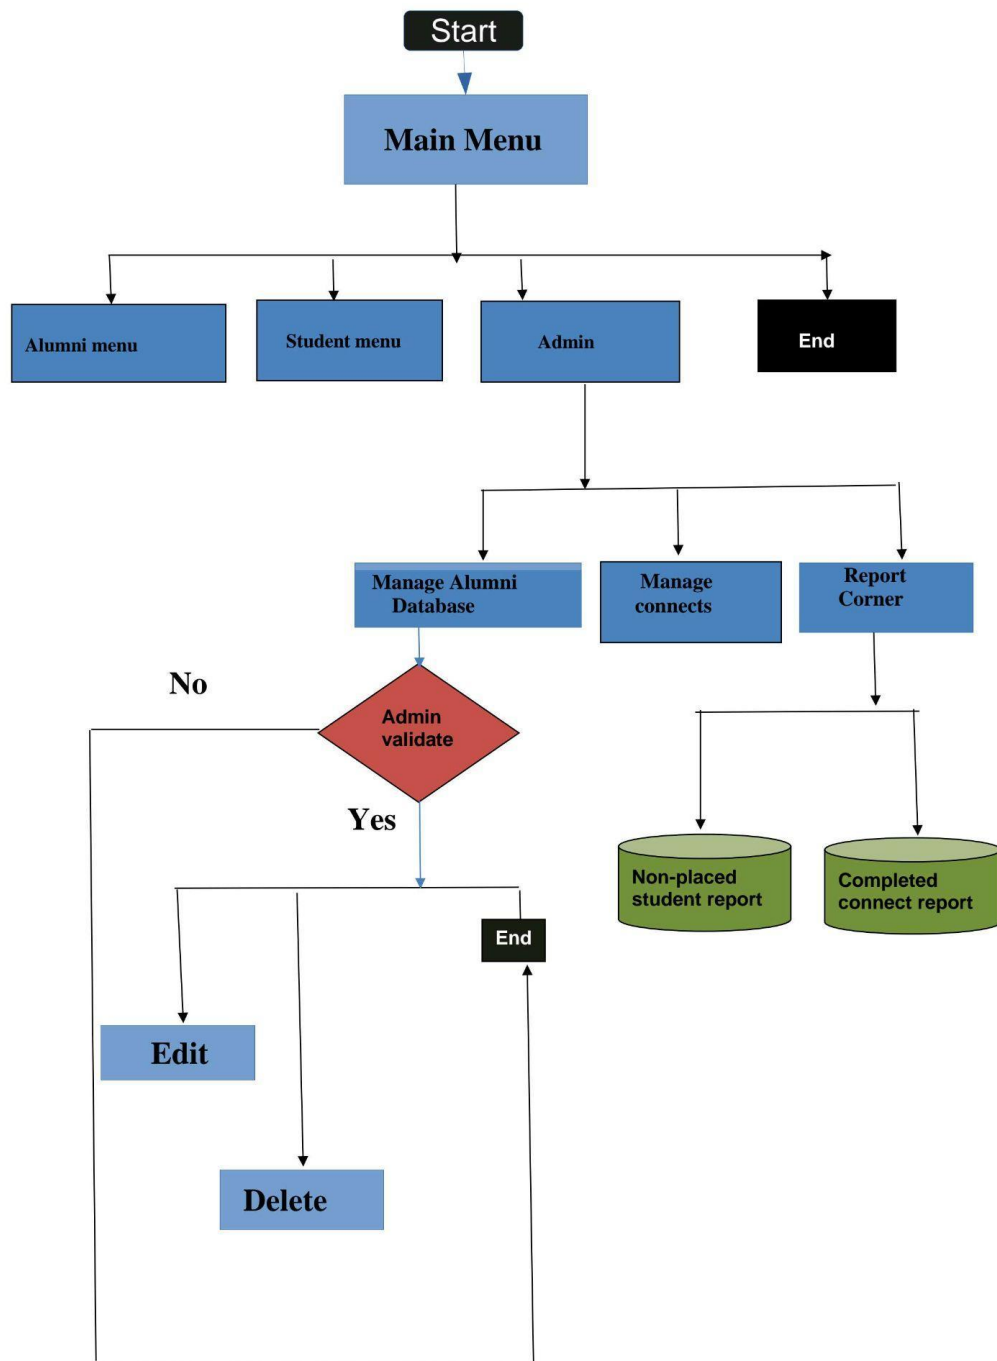 Start
Main Menu
Alumni menu
Student menu
Admin
End
Manage Alumni
Database
Manage
connects
Report
Corner
No
Admin
validate
Yes
Non-placed
student report
Completed
connect report
End
Edit
Delete